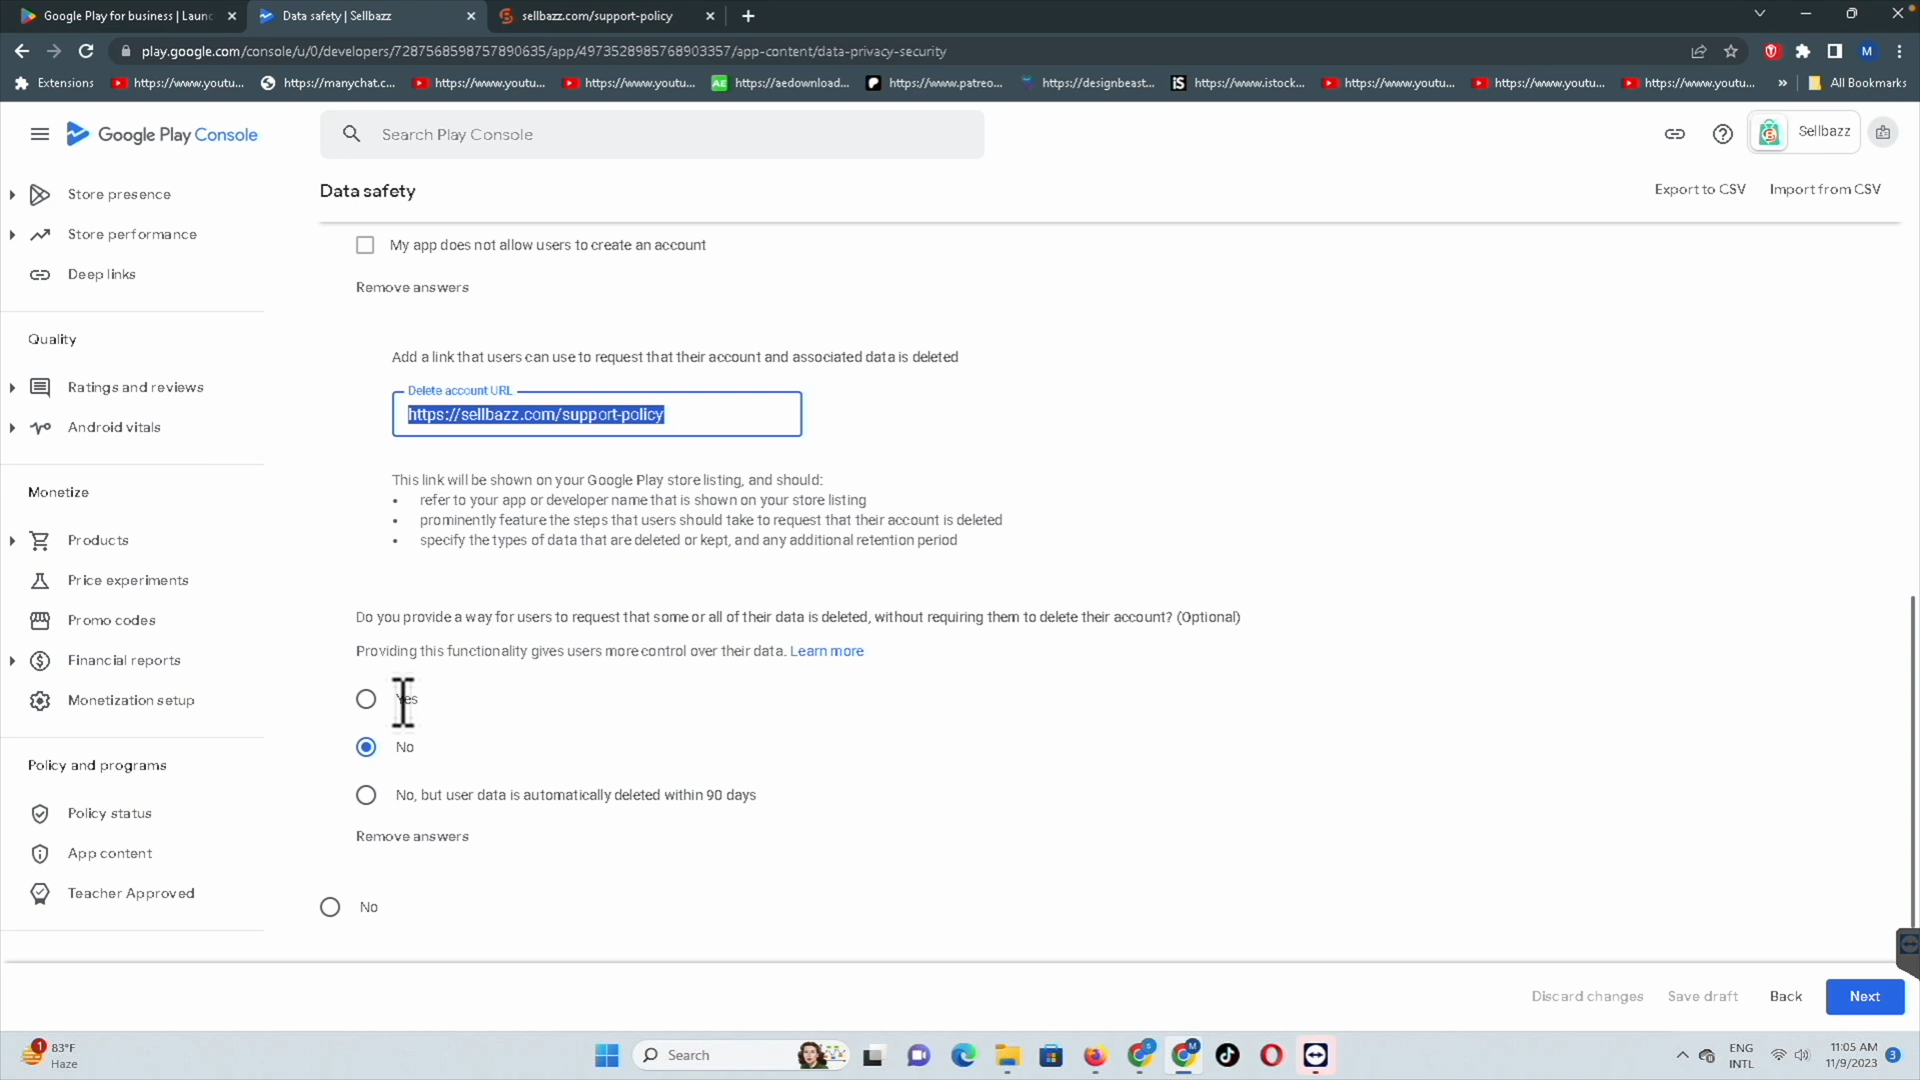 Google Play for business | Launc
Data safety | Sellbazz
sellbazz.com/support-policy
play.google.com/console/u/0/developers/7287568598757890635/app/4973528985768903357/app-content/data-privacy-security
M
Extensions
https://www.youtu...
https://manychat.c...
https://www.youtu...
https://www.youtu...
AE
https://aedownload...
https://www.patreo...
https://designbeast...
iS
https://www.istock...
https://www.youtu...
https://www.youtu...
https://www.youtu...
All Bookmarks
Google Play Console
Search Play Console
Sellbazz
Data safety
Export to CSV
Import from CSV
Store presence
Store performance
Deep links
Quality
Ratings and reviews
Android vitals
Monetize
Products
Price experiments
Promo codes
Financial reports
Monetization setup
Policy and programs
Policy status
App content
Teacher Approved
My app does not allow users to create an account
Remove answers
Add a link that users can use to request that their account and associated data is deleted
Delete account URL
https://sellbazz.com/support-policy
This link will be shown on your Google Play store listing, and should:
• refer to your app or developer name that is shown on your store listing
• prominently feature the steps that users should take to request that their account is deleted
• specify the types of data that are deleted or kept, and any additional retention period
Do you provide a way for users to request that some or all of their data is deleted, without requiring them to delete their account? (Optional)
Providing this functionality gives users more control over their data. Learn more
Yes
No
No, but user data is automatically deleted within 90 days
Remove answers
No
Discard changes
Save draft
Back
Next
1
83°F
Haze
Search
S
M
ENG
INTL
11:05 AM
11/9/2023
3